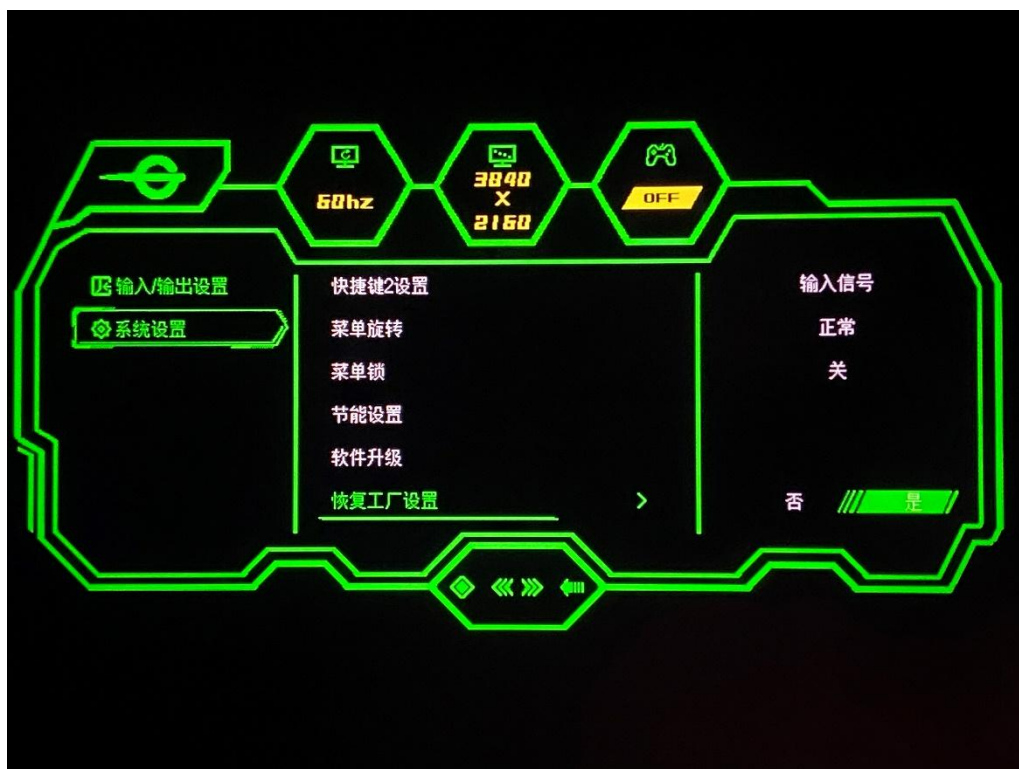 60hz
3840
X
2160
OFF
输入/输出设置
系统设置
快捷键2设置
输入信号
菜单旋转
正常
菜单锁
关
节能设置
软件升级
恢复工厂设置
否
是